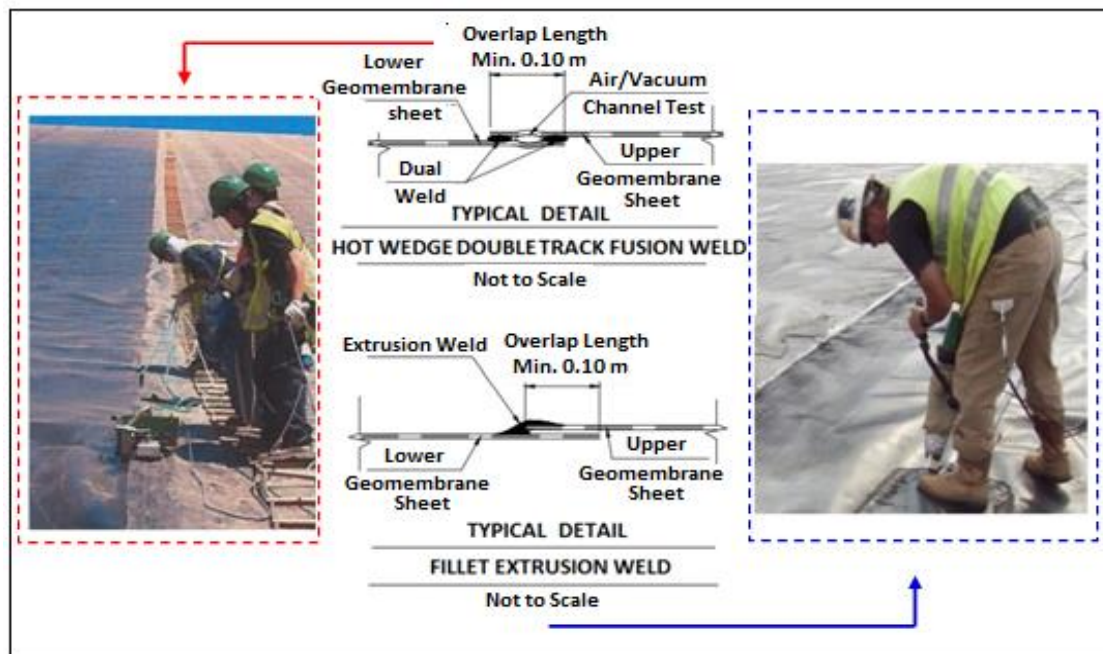 Overlap Length
Min. 0.10 m
Lower
Geomembrane
sheet
Air/Vacuum
Channel Test
Dual
Weld
Upper
Geomembrane
Sheet
TYPICAL DETAIL
HOT WEDGE DOUBLE TRACK FUSION WELD
Not to Scale
Extrusion Weld
Overlap Length
Min. 0.10 m
Lower
Geomembrane
Sheet
Upper
Geomembrane
Sheet
TYPICAL DETAIL
FILLET EXTRUSION WELD
Not to Scale